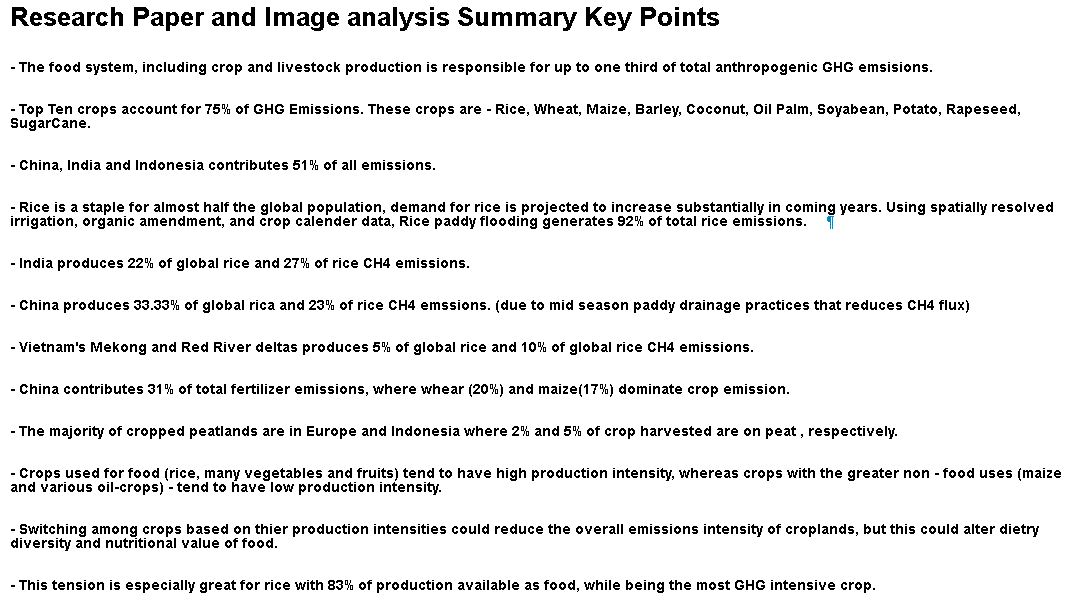 Research Paper and Image analysis Summary Key Points
- The food system, including crop and livestock production is responsible for up to one third of total anthropogenic GHG emsisions.
- Top Ten crops account for 75% of GHG Emissions. These crops are - Rice, Wheat, Maize, Barley, Coconut, Oil Palm, Soyabean, Potato, Rapeseed,
SugarCane.
- China, India and Indonesia contributes 51% of all emissions.
- Rice is a staple for almost half the global population, demand for rice is projected to increase substantially in coming years. Using spatially resolved
irrigation, organic amendment, and crop calender data, Rice paddy flooding generates 92% of total rice emissions. ¶
- India produces 22% of global rice and 27% of rice CH4 emissions.
- China produces 33.33% of global rica and 23% of rice CH4 emssions. (due to mid season paddy drainage practices that reduces CH4 flux)
- Vietnam's Mekong and Red River deltas produces 5% of global rice and 10% of global rice CH4 emissions.
- China contributes 31% of total fertilizer emissions, where whear (20%) and maize(17%) dominate crop emission.
- The majority of cropped peatlands are in Europe and Indonesia where 2% and 5% of crop harvested are on peat , respectively.
- Crops used for food (rice, many vegetables and fruits) tend to have high production intensity, whereas crops with the greater non - food uses (maize
and various oil-crops) - tend to have low production intensity.
- Switching among crops based on thier production intensities could reduce the overall emissions intensity of croplands, but this could alter dietry
diversity and nutritional value of food.
- This tension is especially great for rice with 83% of production available as food, while being the most GHG intensive crop.